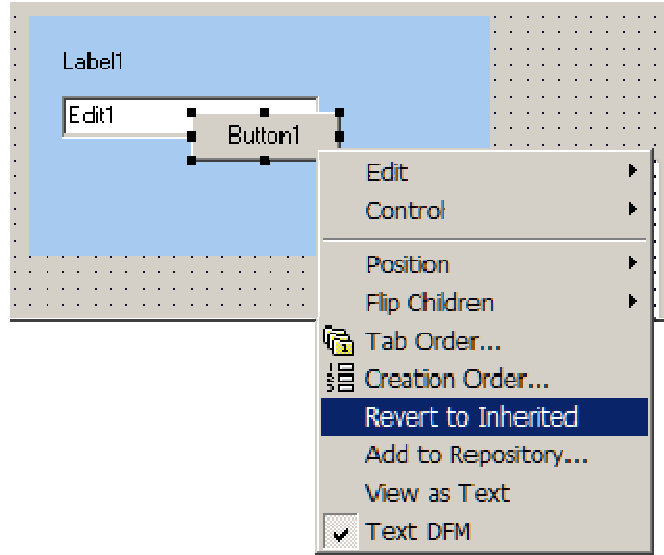 Label1
Edit1
Button1
Edit
Control
Position
Flip Children
Tab Order...
Creation Order...
Revert to Inherited
Add to Repository...
View as Text
Text DFM